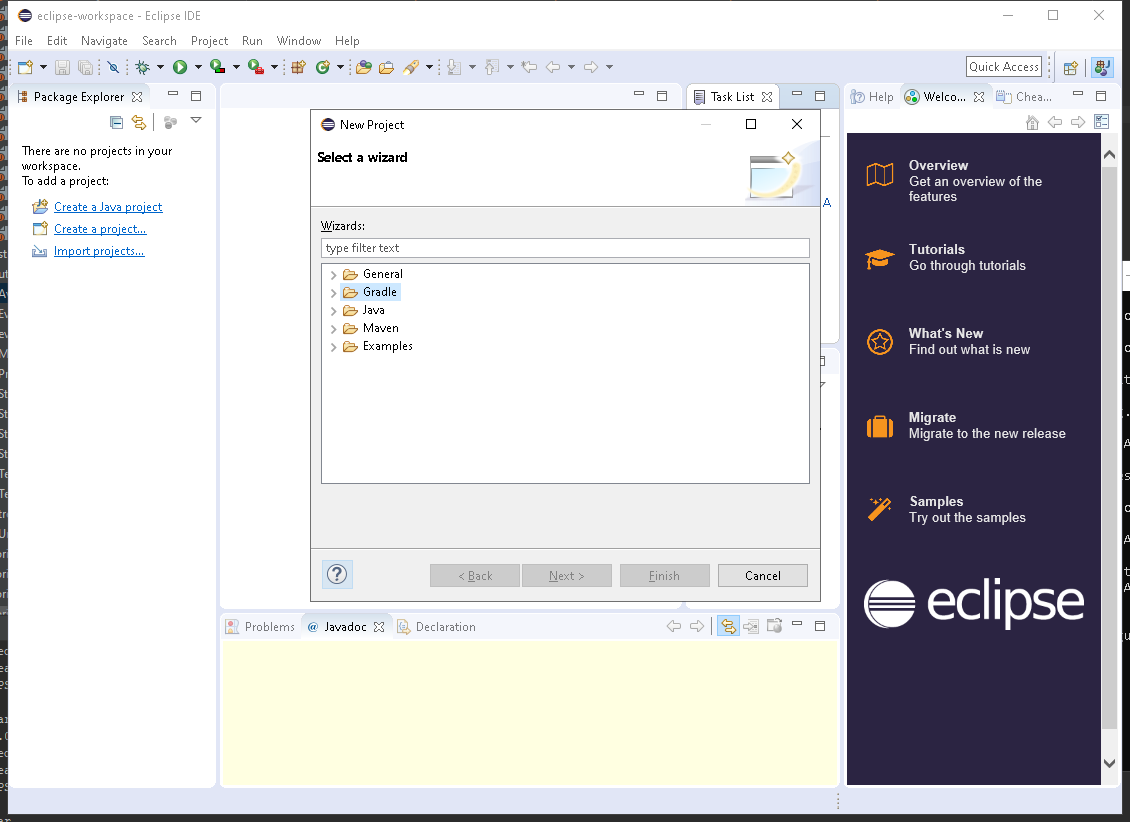 eclipse-workspace - Eclipse IDE
File Edit Navigate Search Project Run Window Help
Quick Access
Package Explorer
There are no projects in your
workspace.
To add a project:
Create a Java project
Create a project...
Import projects...
Task List
New Project
Select a wizard
Wizards:
type filter text
General
Gradle
Java
Maven
Examples
?
< Back
Next >
Finish
Cancel
Problems @ Javadoc Declaration
Help Welco... Chea...
Overview
Get an overview of the
features
Tutorials
Go through tutorials
What's New
Find out what is new
Migrate
Migrate to the new release
Samples
Try out the samples
eclipse